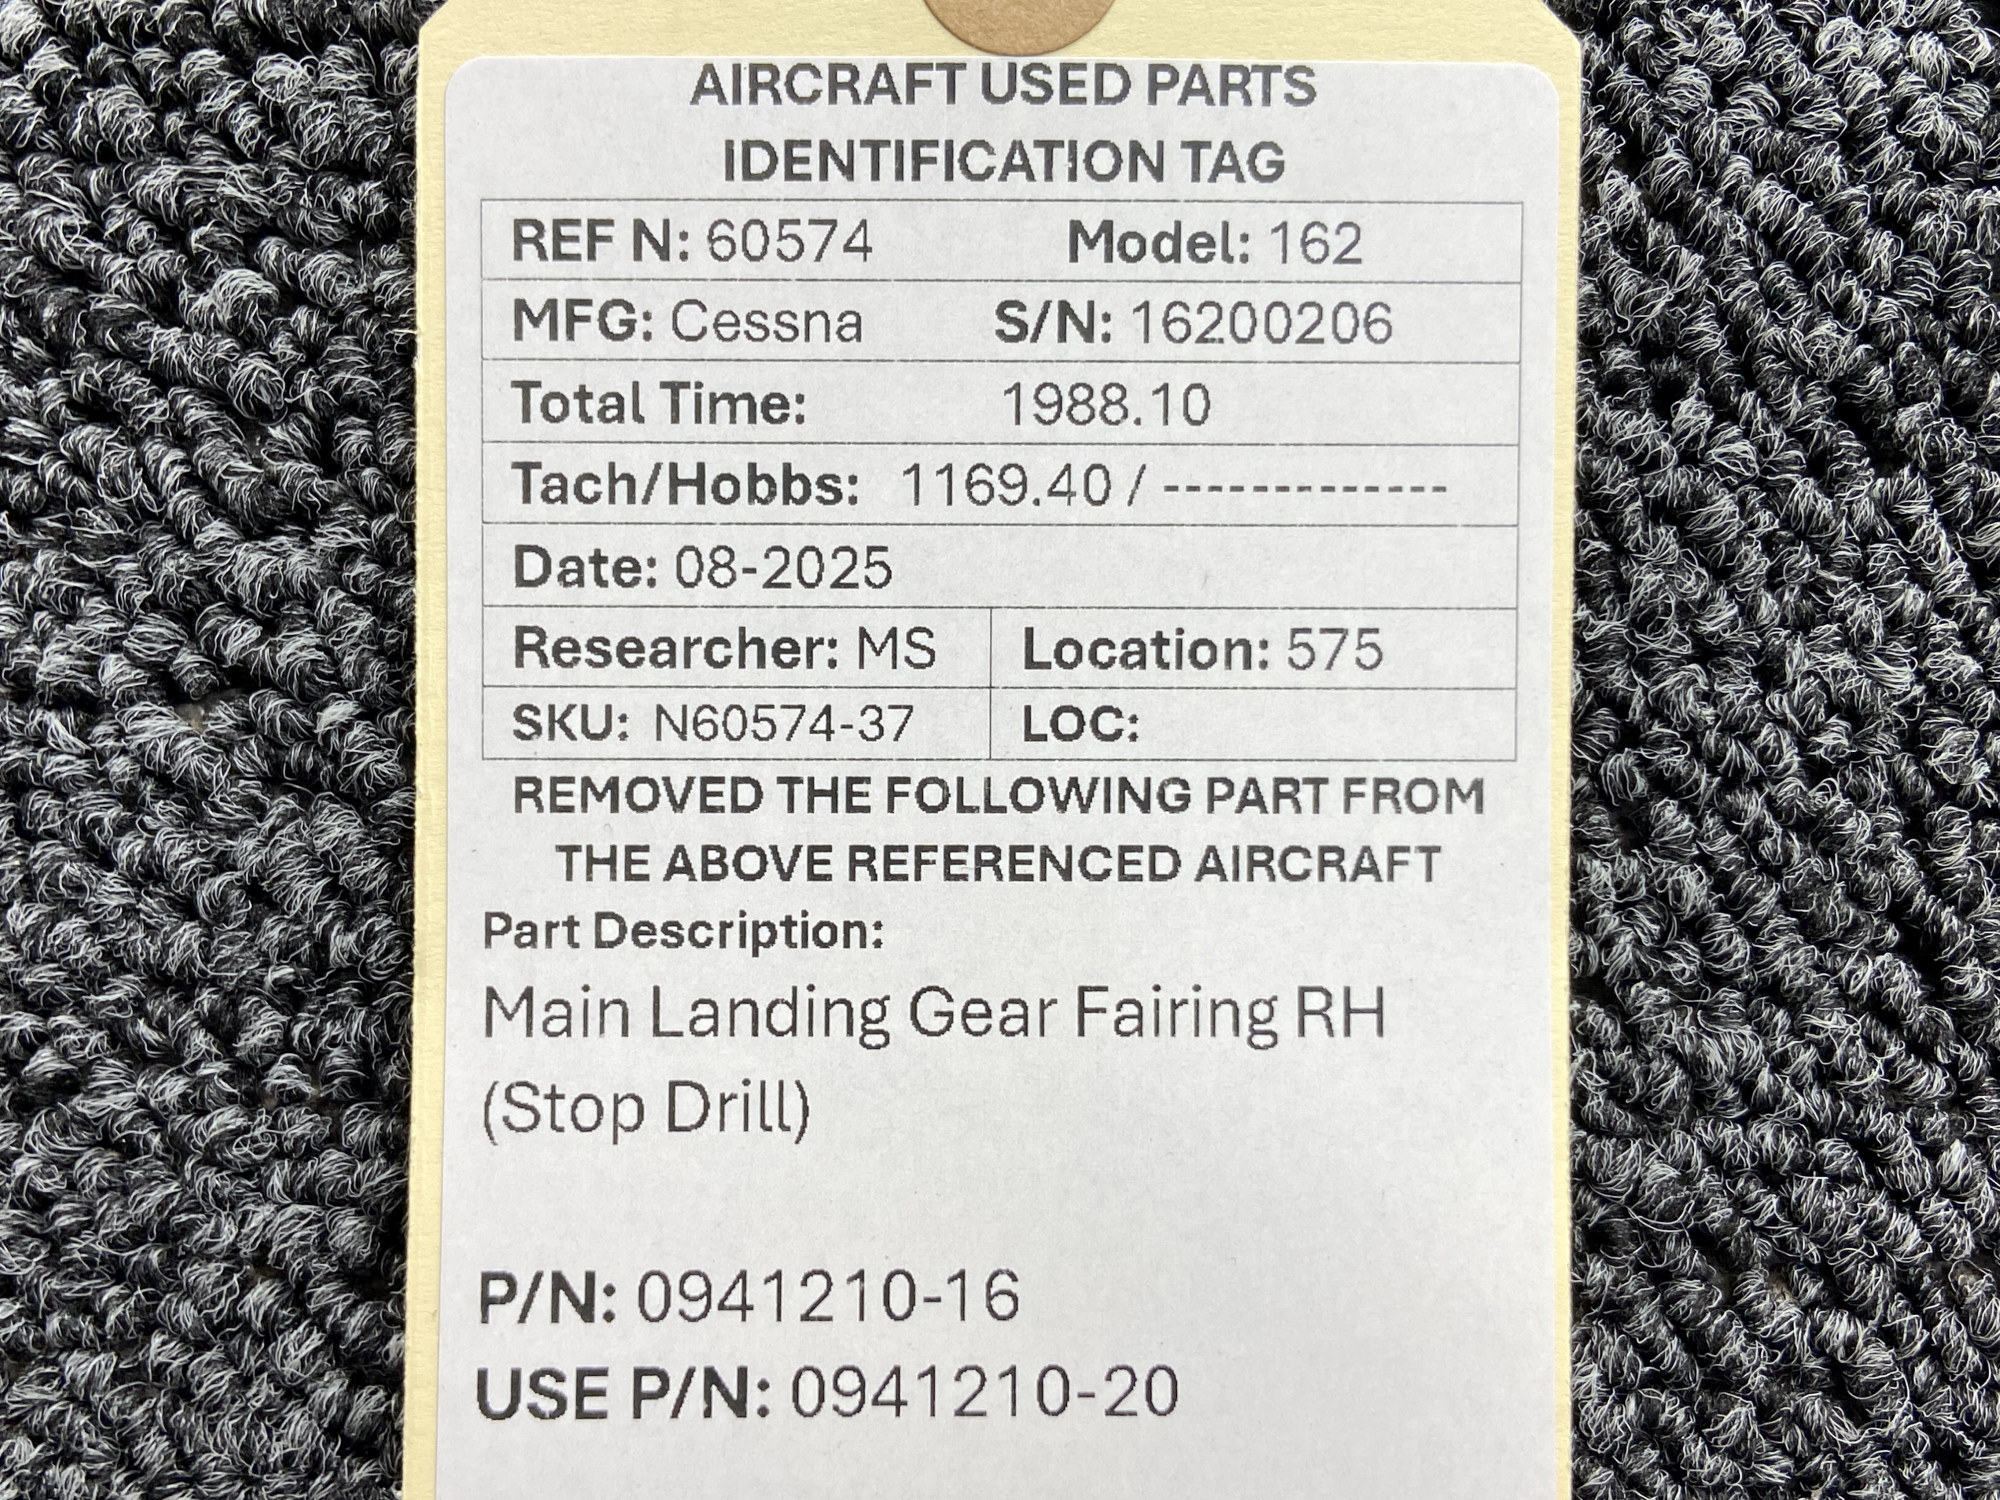 AIRCRAFT USED PARTS
IDENTIFICATION TAG
REF N: 60574 Model: 162
MFG: Cessna S/N: 16200206
Total Time: 1988.10
Tach/Hobbs: 1169.40 / -------------
Date: 08-2025
Researcher: MS Location: 575
SKU: N60574-37 LOC:
REMOVED THE FOLLOWING PART FROM
THE ABOVE REFERENCED AIRCRAFT
Part Description:
Main Landing Gear Fairing RH
(Stop Drill)
P/N: 0941210-16
USE P/N: 0941210-20